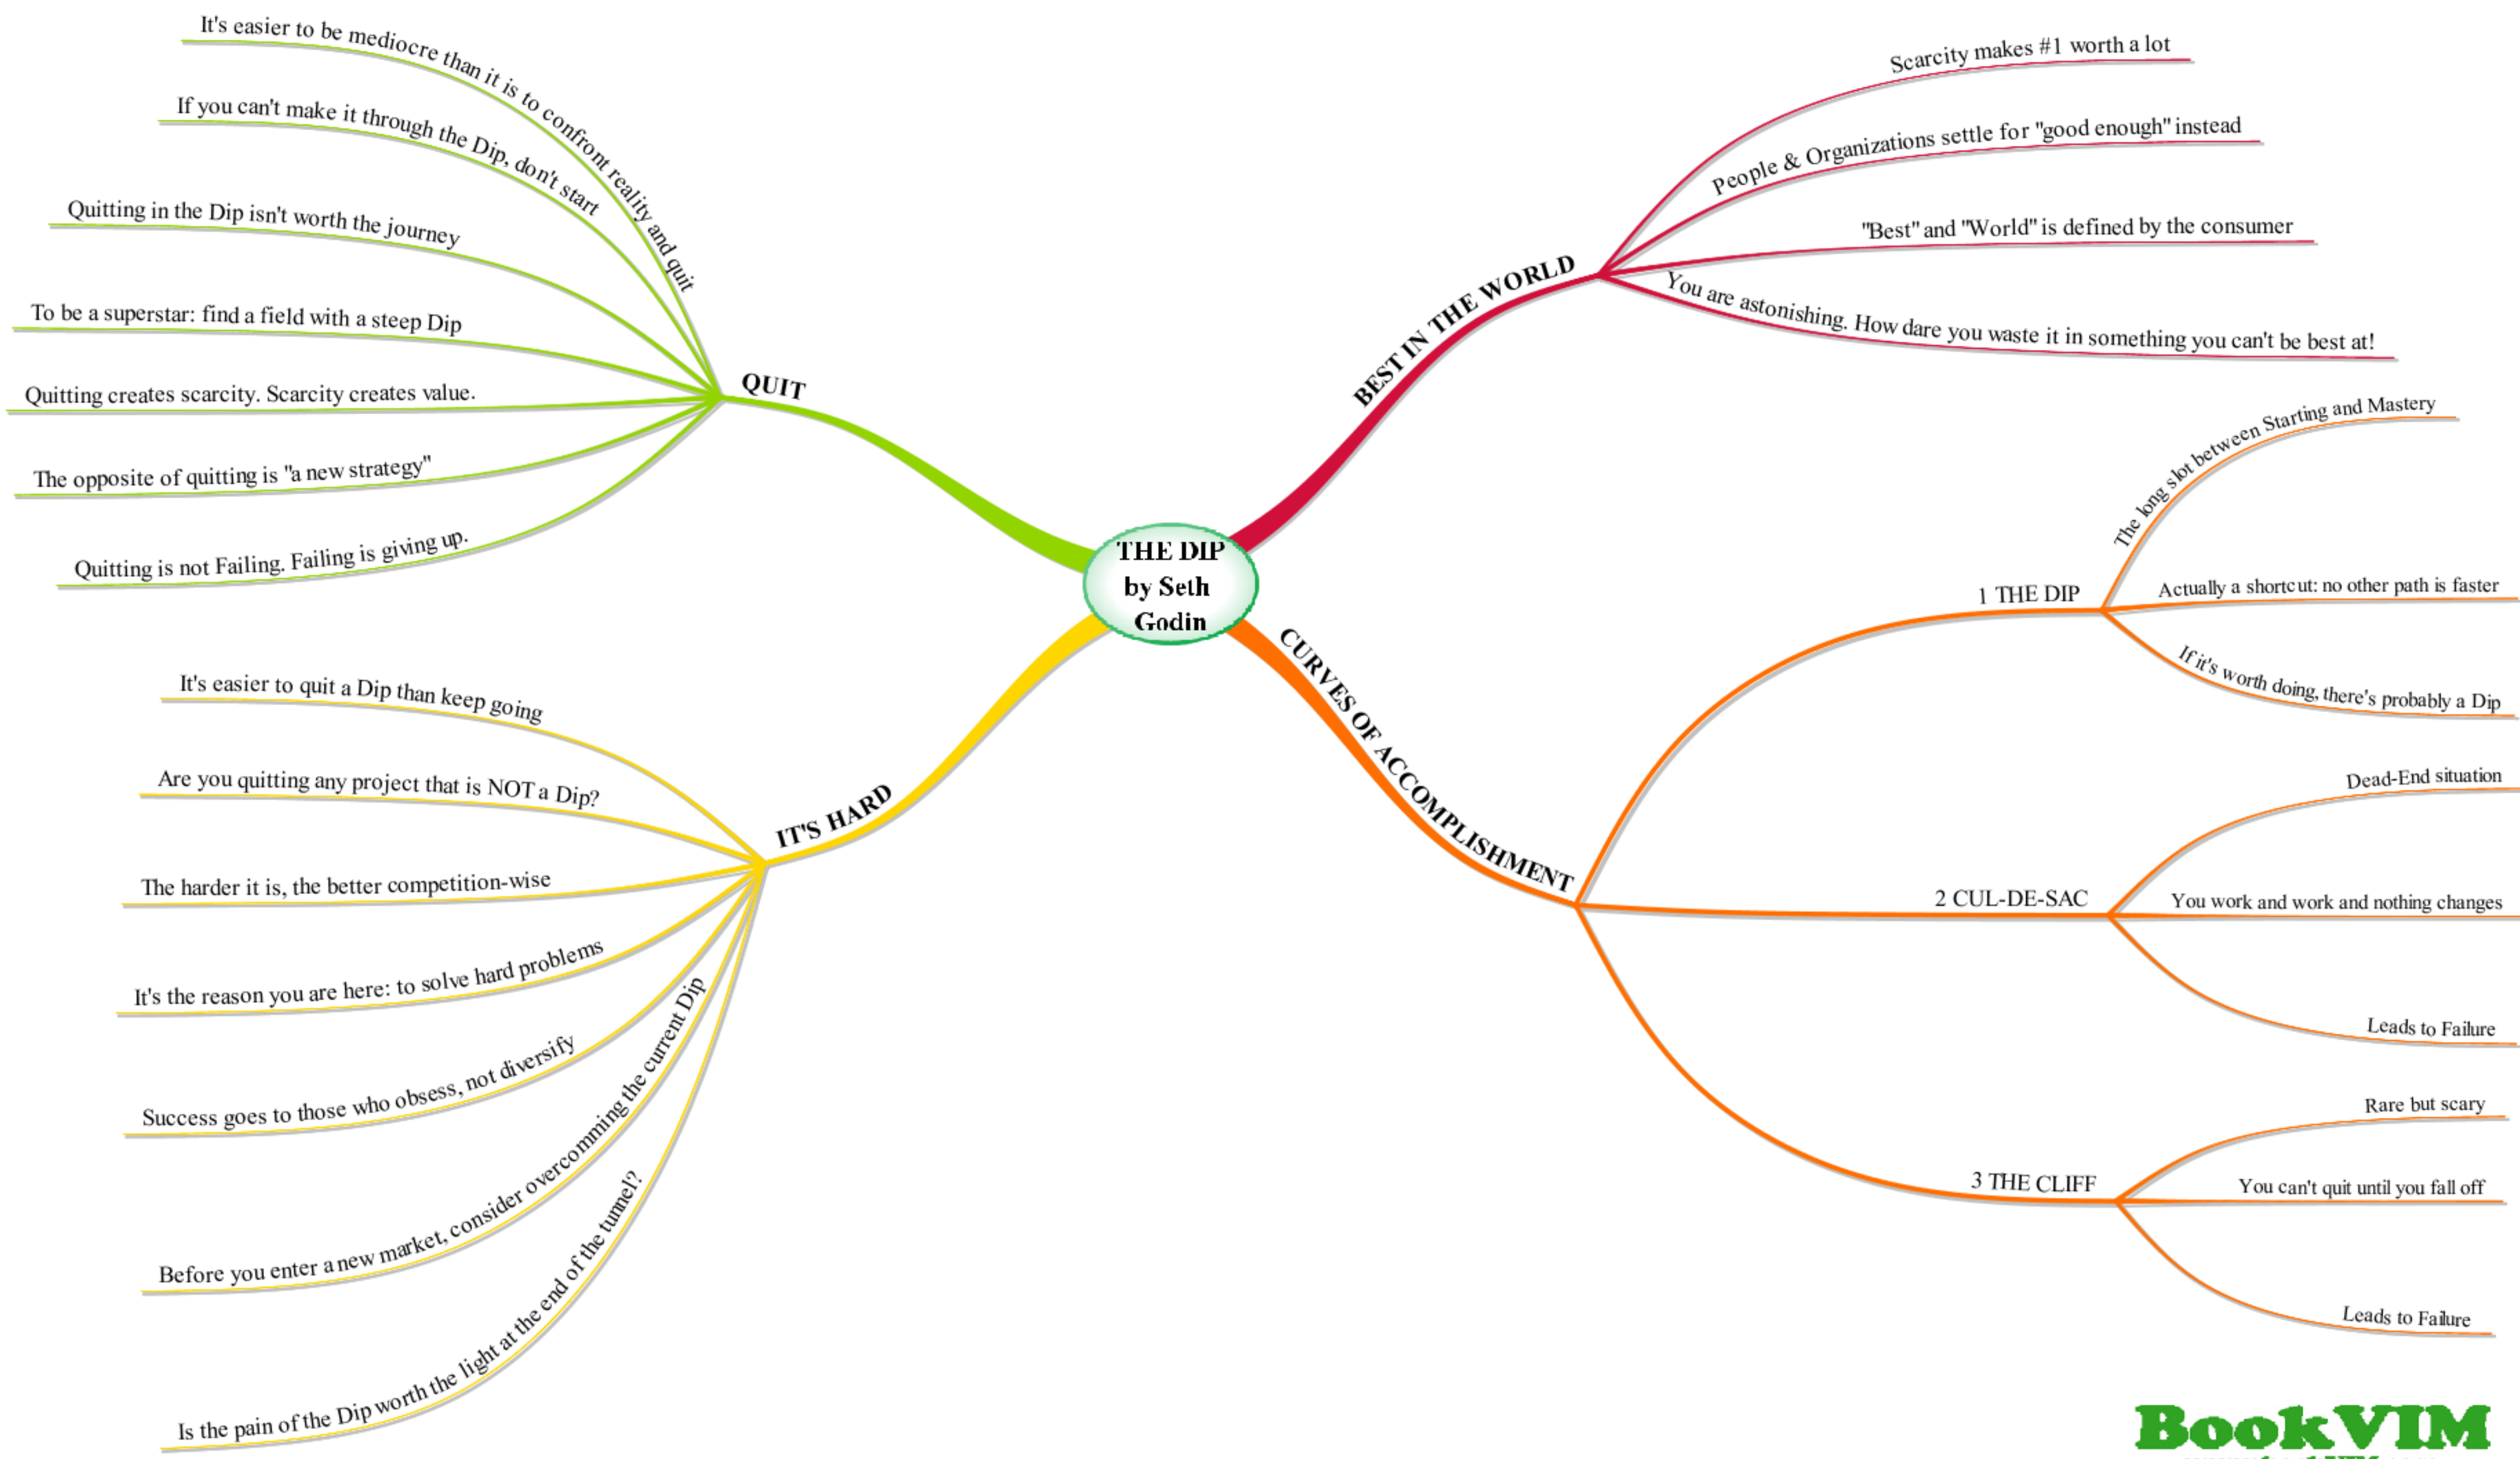 THE DIP
by Seth
Godin
BEST IN THE WORLD
Scarcity makes #1 worth a lot
People & Organizations settle for "good enough" instead
"Best" and "World" is defined by the consumer
You are astonishing. How dare you waste it in something you can't be best at!
CURVES OF ACCOMPLISHMENT
1 THE DIP
The long slot between Starting and Mastery
Actually a shortcut: no other path is faster
If it's worth doing, there's probably a Dip
2 CUL-DE-SAC
Dead-End situation
You work and work and nothing changes
Leads to Failure
3 THE CLIFF
Rare but scary
You can't quit until you fall off
Leads to Failure
QUIT
It's easier to be mediocre than it is to confront reality and quit
If you can't make it through the Dip, don't start
Quitting in the Dip isn't worth the journey
To be a superstar: find a field with a steep Dip
Quitting creates scarcity. Scarcity creates value.
The opposite of quitting is "a new strategy"
Quitting is not Failing. Failing is giving up.
IT'S HARD
It's easier to quit a Dip than keep going
Are you quitting any project that is NOT a Dip?
The harder it is, the better competition-wise
It's the reason you are here: to solve hard problems
Success goes to those who obsess, not diversify
Before you enter a new market, consider overcomming the current Dip
Is the pain of the Dip worth the light at the end of the tunnel?
BookVIM